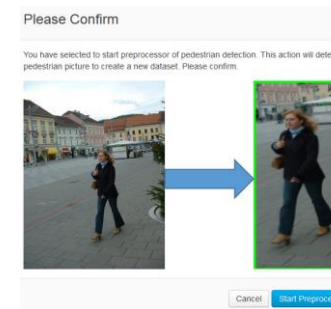 Please Confirm
You have selected to start preprocessor of pedestrian detection. This action will dete
pedestrian picture to create a new dataset. Please confirm.
Cancel
Start Preproce